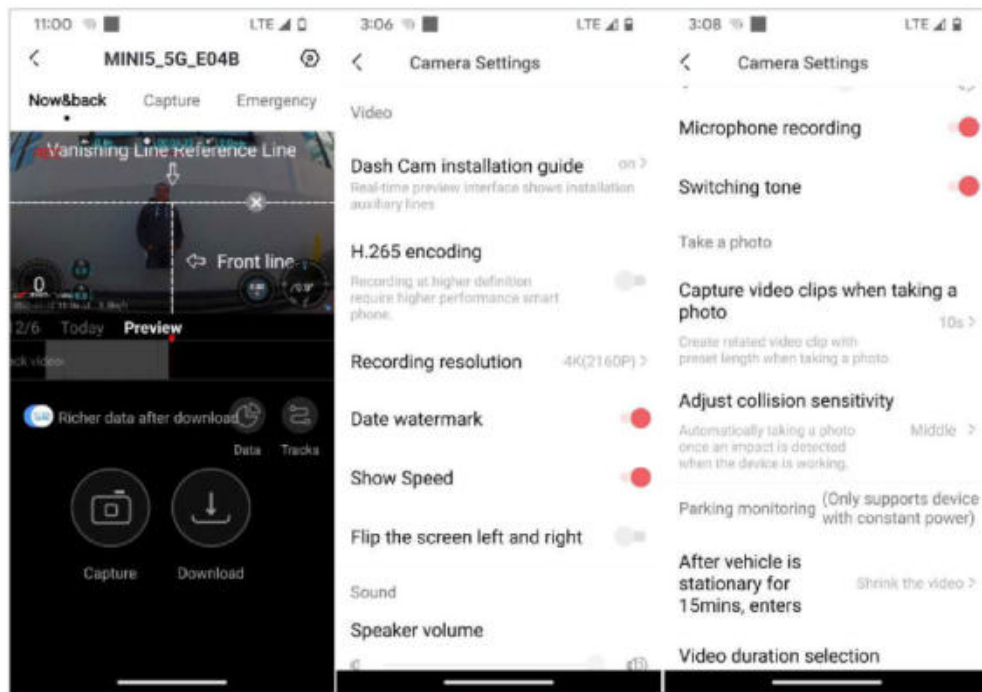 11:00
LTE
MINI5_5G_E04B
Now&back
Capture
Emergency
Vanishing Line Reference Line
Front line
0
12/6
Today
Preview
ack video
Richer data after download
Data
Tracks
Capture
Download
3:06
LTE
Camera Settings
Video
Dash Cam installation guide
on
Real-time preview interface shows installation
auxiliary lines
H.265 encoding
Recording at higher definition
require higher performance smart
phone.
Recording resolution
4K(2160P)
Date watermark
Show Speed
Flip the screen left and right
Sound
Speaker volume
3:08
LTE
Camera Settings
Microphone recording
Switching tone
Take a photo
Capture video clips when taking a
photo
10s
Create related video clip with
preset length when taking a photo
Adjust collision sensitivity
Automatically taking a photo
once an impact is detected
when the device is working.
Middle
Parking monitoring
(Only supports device
with constant power)
After vehicle is
stationary for
15mins, enters
Shrink the video
Video duration selection